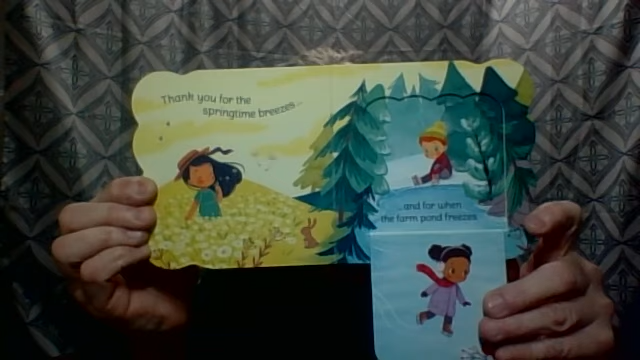 Thank you for the
springtime breezes...
...and for when
the farm pond freezes.